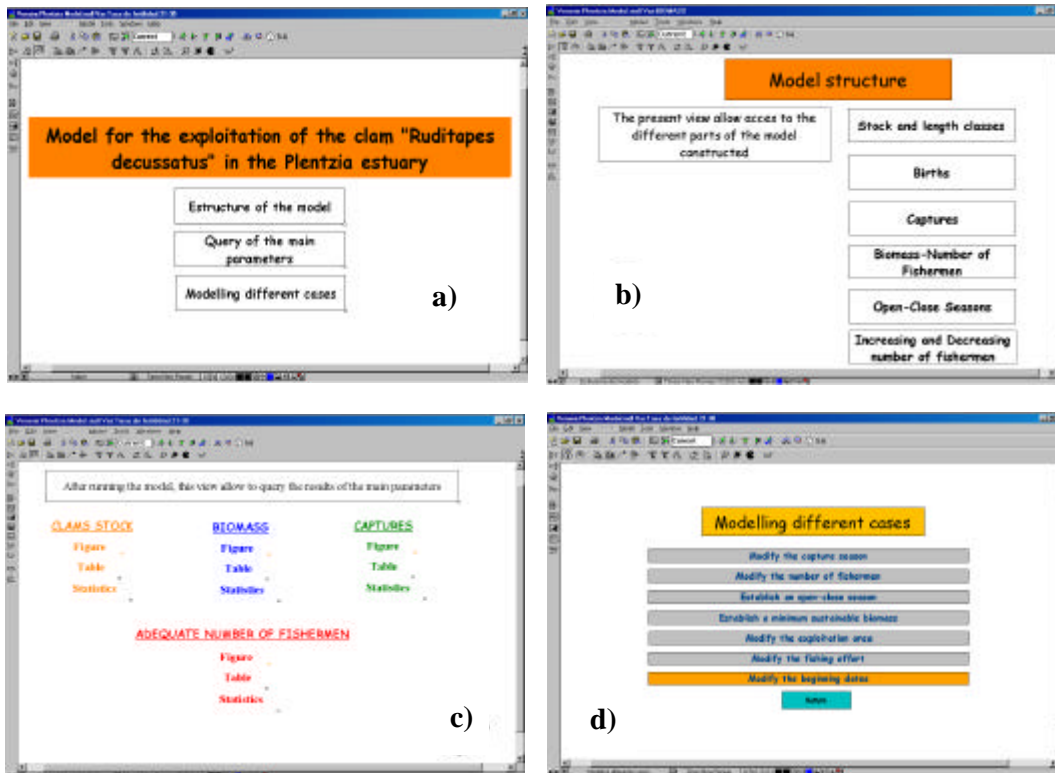 Model for the exploitation of the clam "Ruditapes
decussatus" in the Plentzia estuary
Estructure of the model
Query of the main
parameters
Modelling different cases
a)
Model structure
The present view allow acces to the
different parts of the model
constructed
Stock and length classes
Births
Captures
Biomass-Number of
Fishermen
Open-Close Seasons
Increasing and Decreasing
number of fishermen
b)
After running the model, this view allow to query the results of the main parameters
CLAMS STOCK
Figure
Table
Statistics
BIOMASS
Figure
Table
Statistics
CAPTURES
Figure
Table
Statistics
ADEQUATE NUMBER OF FISHERMEN
Figure
Table
Statistics
c)
Modelling different cases
Modify the capture season
Modify the number of fishermen
Establish an open-close season
Establish a minimum sustainable biomass
Modify the exploitation area
Modify the fishing effort
Modify the beginning datas
Return
d)